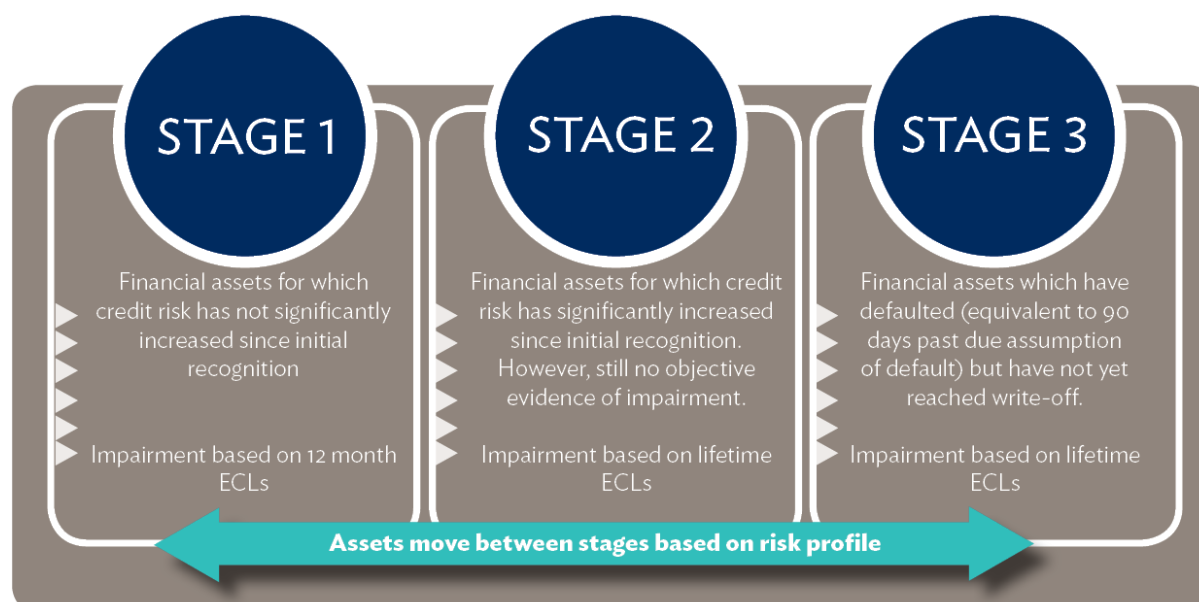 STAGE 1
Financial assets for which
credit risk has not significantly
increased since initial
recognition
Impairment based on 12 month
ECLs
STAGE 2
Financial assets for which credit
risk has significantly increased
since initial recognition.
However, still no objective
evidence of impairment.
Impairment based on lifetime
ECLs
STAGE 3
Financial assets which have
defaulted (equivalent to 90
days past due assumption
of default) but have not yet
reached write-off.
Impairment based on lifetime
ECLs
Assets move between stages based on risk profile